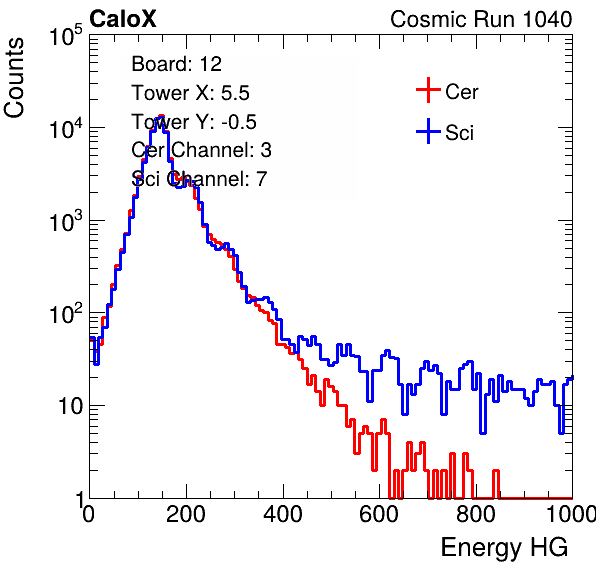 CaloX Cosmic Run 1040
Counts
10^5
10^4
10^3
10^2
10
1
Board: 12
Tower X: 5.5
Tower Y: -0.5
Cer Channel: 3
Sci Channel: 7
Cer
Sci
0 200 400 600 800 1000
Energy HG